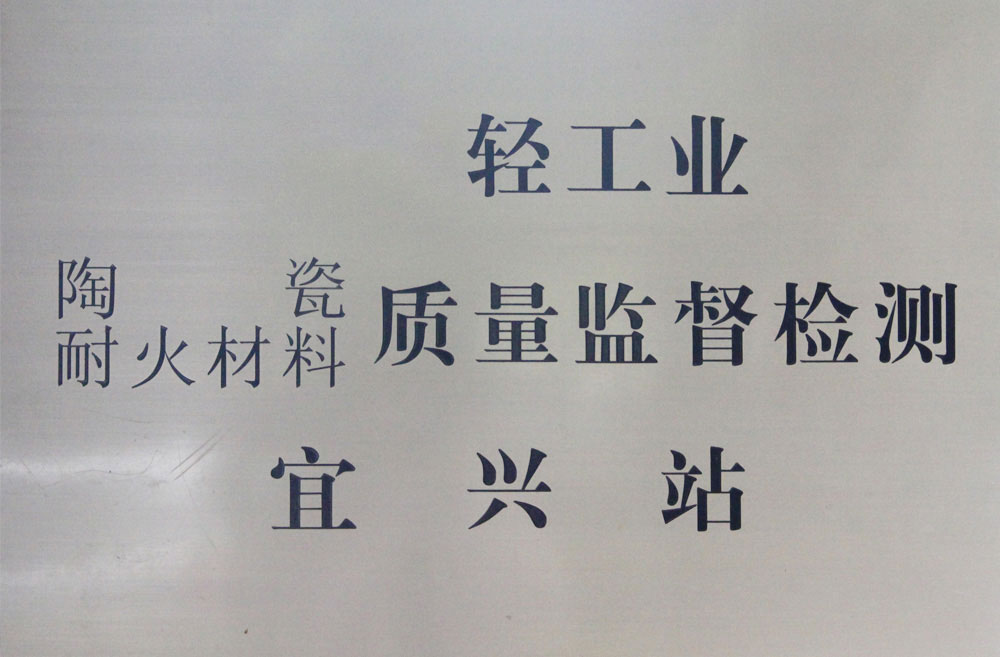 轻工业
陶瓷
耐火材料
质量监督检测
宜兴站